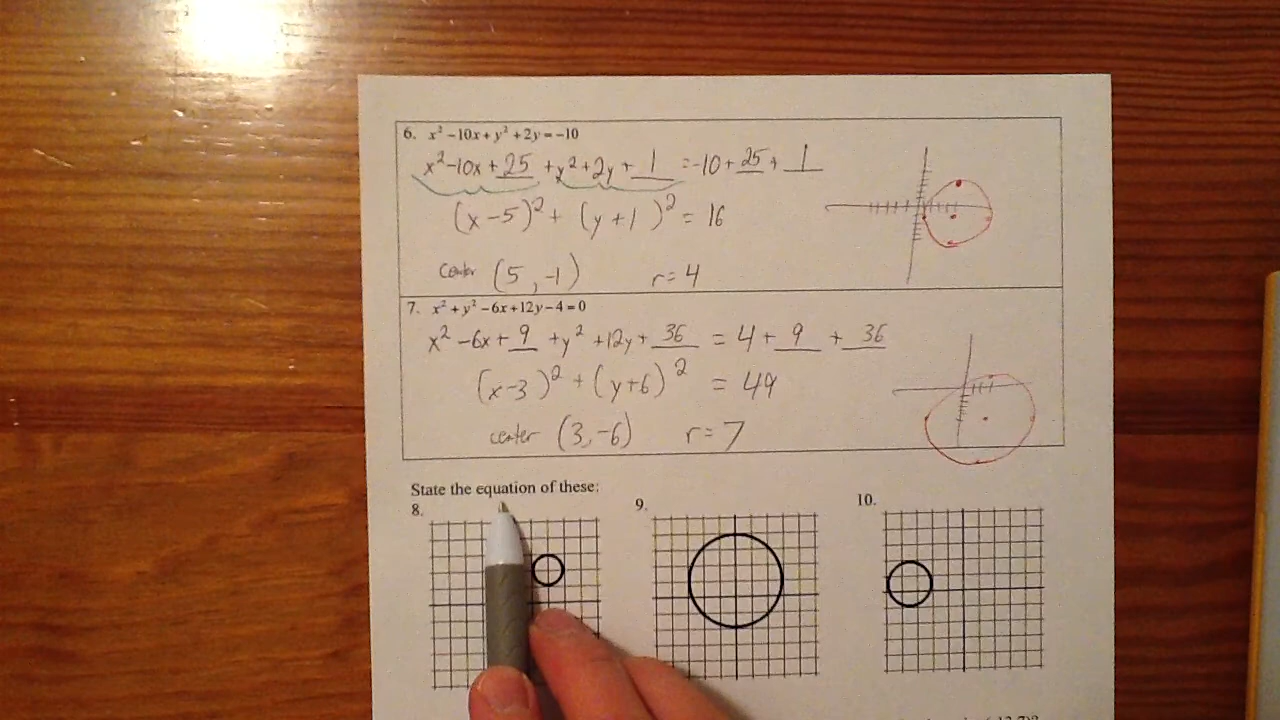 6. x² – 10x + y² + 2y = –10
x²-10x+25 + y²+2y+ 1 = -10+25+ 1
(x-5)² + (y+1)² = 16
center (5,-1) r=4
7. x² + y² – 6x + 12y – 4 = 0
x² -6x+ 9 +y² +12y+ 36 = 4+ 9 + 36
(x-3)² + (y+6)² = 49
center (3,-6) r=7
State the equation of these:
8. 9. 10.